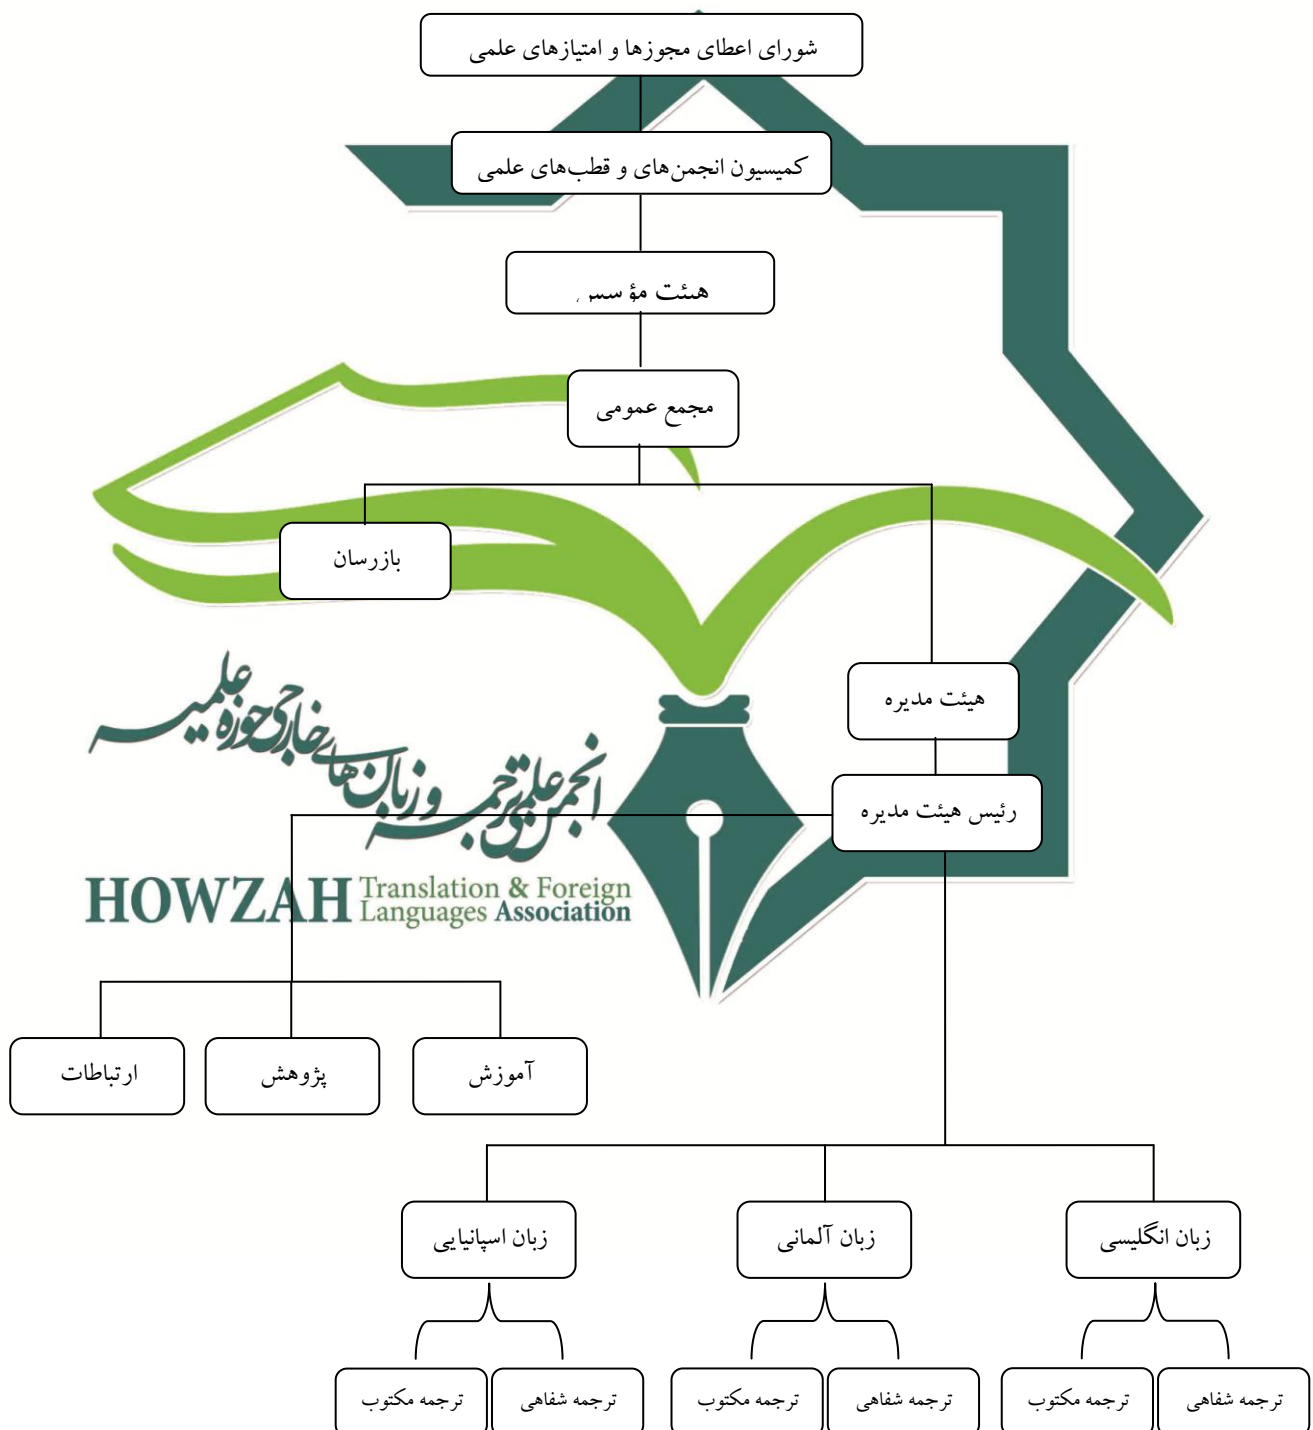 شورای اعطای مجوزها و امتیازهای علمی
کمیسیون انجمن‌های و قطب‌های علمی
هیئت مؤسس
مجمع عمومی
بازرسان
هیئت مدیره
رئیس هیئت مدیره
انجمن علمی ترجمه و زبان‌های خارجی حوزه علمیه
HOWZAH Translation & Foreign
Languages Association
آموزش
پژوهش
ارتباطات
زبان انگلیسی
زبان آلمانی
زبان اسپانیایی
ترجمه شفاهی
ترجمه مکتوب
ترجمه شفاهی
ترجمه مکتوب
ترجمه شفاهی
ترجمه مکتوب